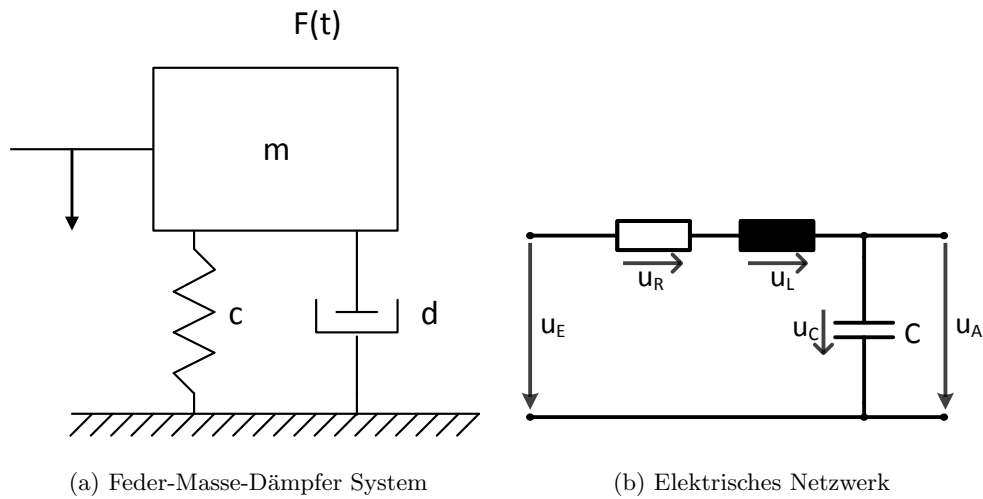 F(t)
m
c
d
(a) Feder-Masse-Dämpfer System
u_R
u_L
u_E
u_C
C
u_A
(b) Elektrisches Netzwerk